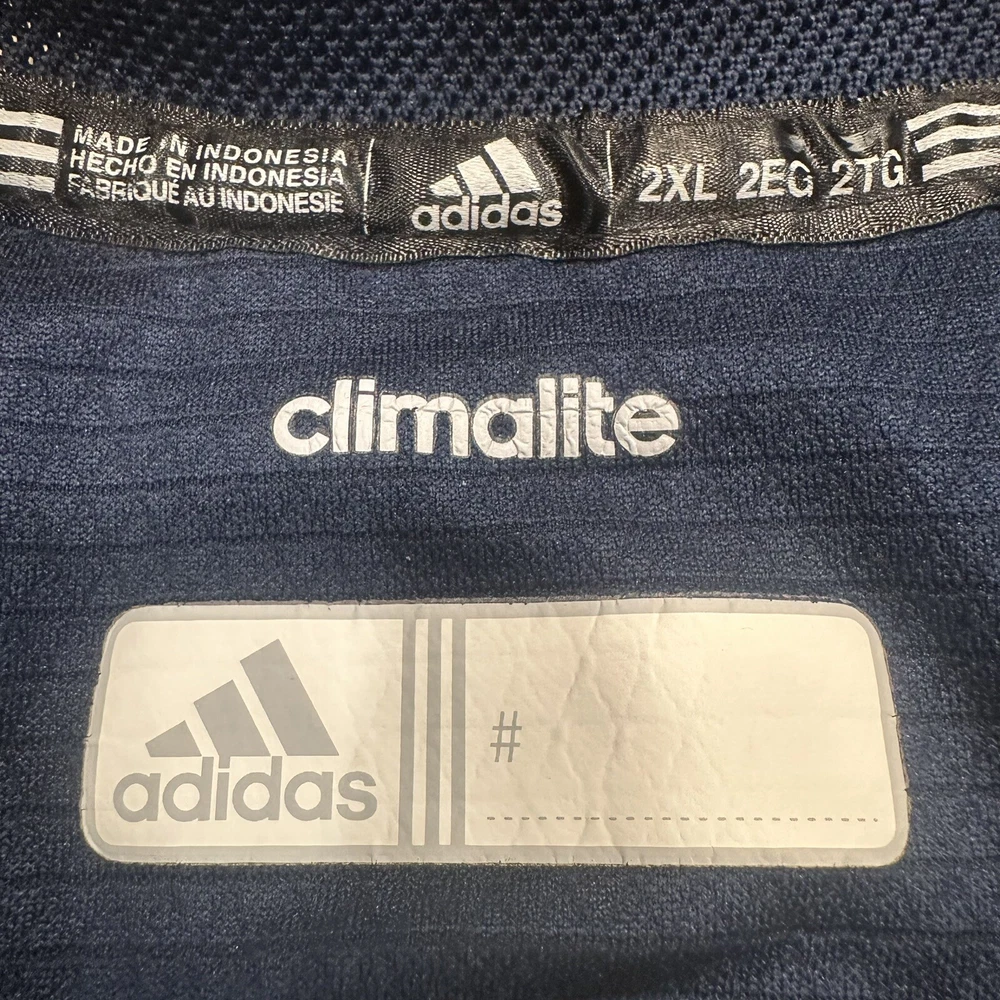 MADE IN INDONESIA
HECHO EN INDONESIA
FABRIQUÉ AU INDONESIE
adidas
2XL 2EG 2TG
climalite
adidas
#